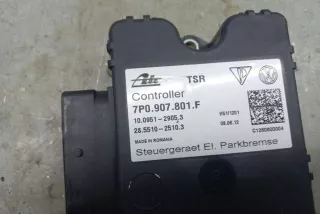 Ate TSR
Controller
7P0.907.801.F
10.0951-2905.3
28.5510-2510.3
MADE IN ROMANIA
Steuergeraet El. Parkbremse